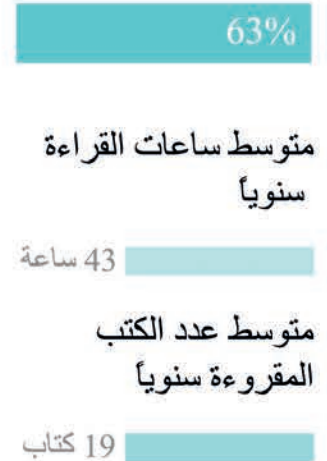 63%
متوسط ساعات القراءة
سنوياً
43 ساعة
متوسط عدد الكتب
المقروءة سنوياً
19 كتاب